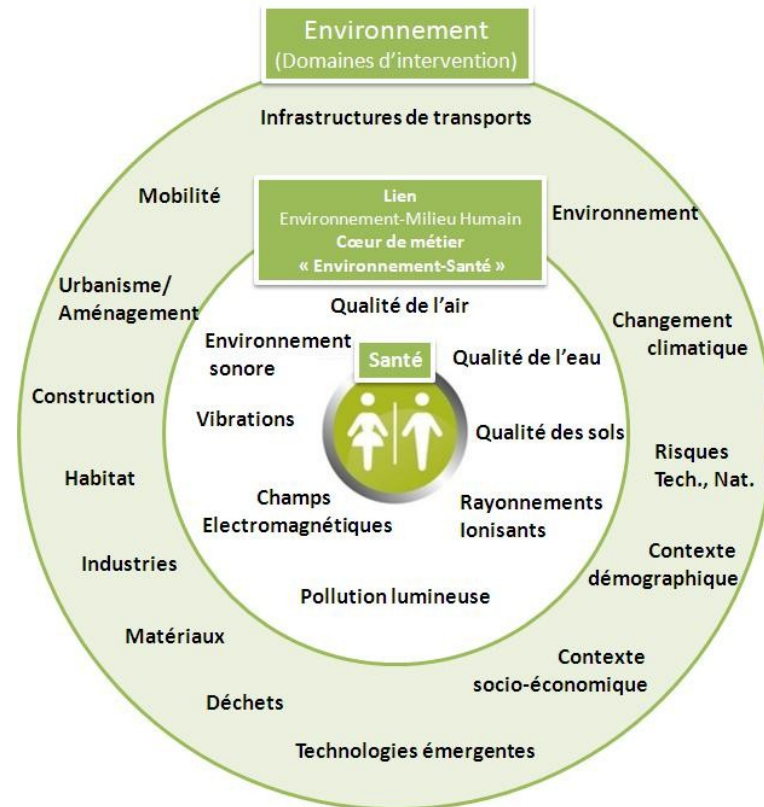 Environnement
(Domaines d'intervention)
Infrastructures de transports
Mobilité
Lien
Environnement-Milieu Humain
Cœur de métier
« Environnement-Santé »
Environnement
Urbanisme/
Aménagement
Qualité de l'air
Changement
climatique
Environnement
sonore
Santé
Qualité de l'eau
Construction
Vibrations
Qualité des sols
Risques
Tech., Nat.
Habitat
Champs
Electromagnétiques
Rayonnements
Ionisants
Industries
Contexte
démographique
Pollution lumineuse
Matériaux
Contexte
socio-économique
Déchets
Technologies émergentes